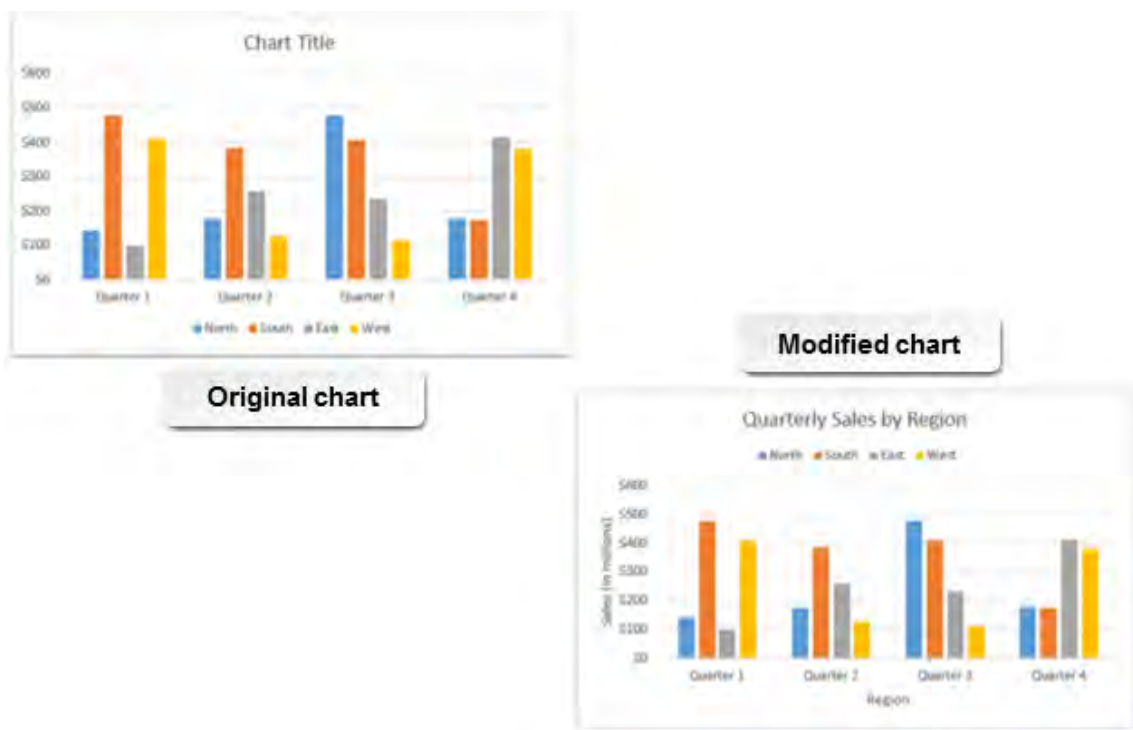 Chart Title
$600
$500
$400
$300
$200
$100
$0
Quarter 1 Quarter 2 Quarter 3 Quarter 4
North South East West
Original chart
Modified chart
Quarterly Sales by Region
North South East West
$600
$500
$400
$300
$200
$100
$0
Sales (in millions)
Quarter 1 Quarter 2 Quarter 3 Quarter 4
Region